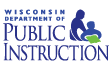 WISCONSIN
DEPARTMENT OF
PUBLIC
INSTRUCTION